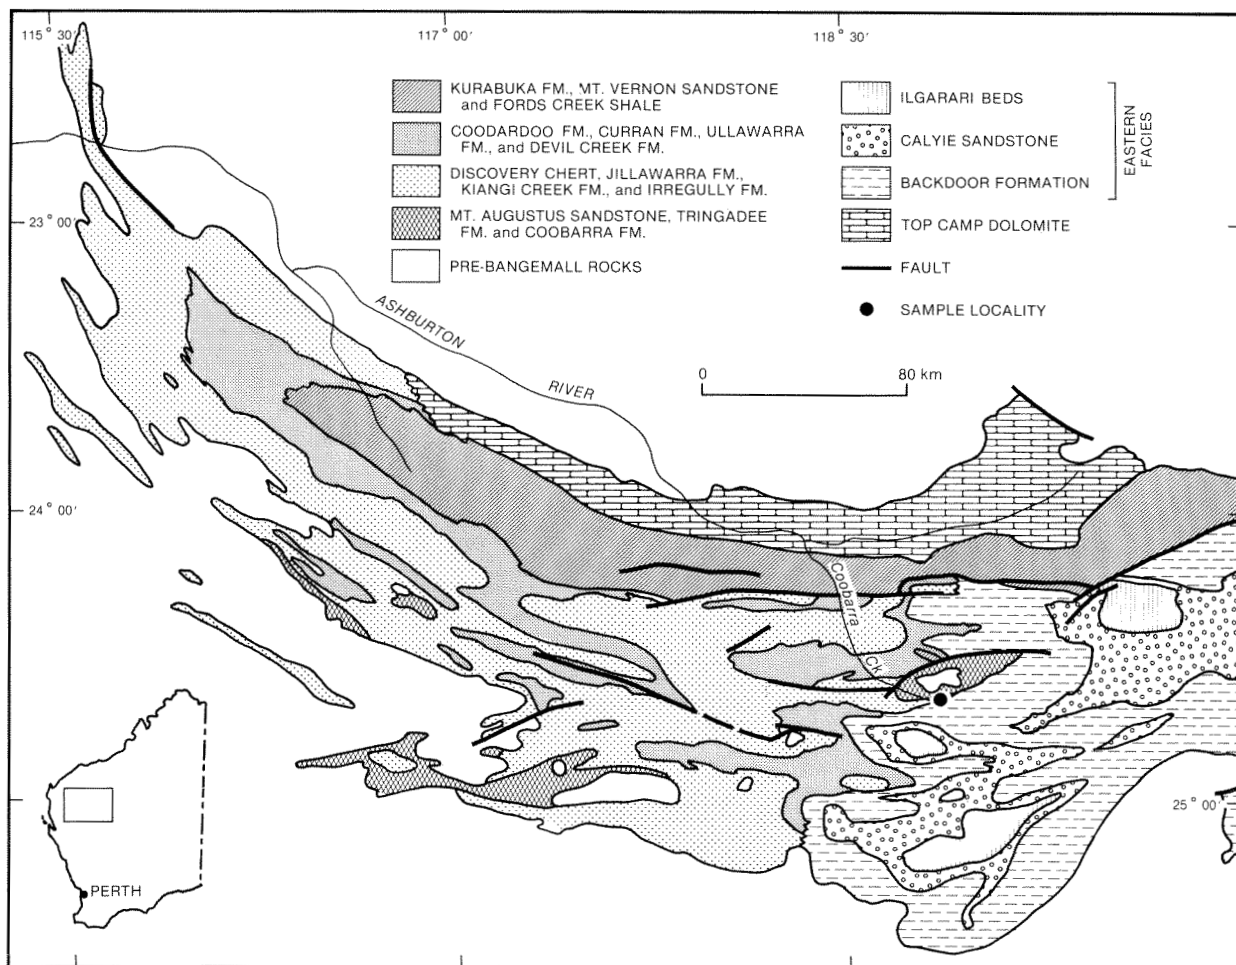 115° 30′
117° 00′
118° 30′
KURABUKA FM., MT. VERNON SANDSTONE
and FORDS CREEK SHALE
COODARDOO FM., CURRAN FM., ULLAWARRA
FM., and DEVIL CREEK FM.
DISCOVERY CHERT, JILLAWARRA FM.,
KIANGI CREEK FM., and IRREGULLY FM.
MT. AUGUSTUS SANDSTONE, TRINGADEE
FM. and COOBARRA FM.
PRE-BANGEMALL ROCKS
ILGARARI BEDS
CALYIE SANDSTONE
BACKDOOR FORMATION
EASTERN
FACIES
TOP CAMP DOLOMITE
FAULT
SAMPLE LOCALITY
0 80 km
23° 00′
ASHBURTON
RIVER
24° 00′
Coobarra
Ck
25° 00′
PERTH